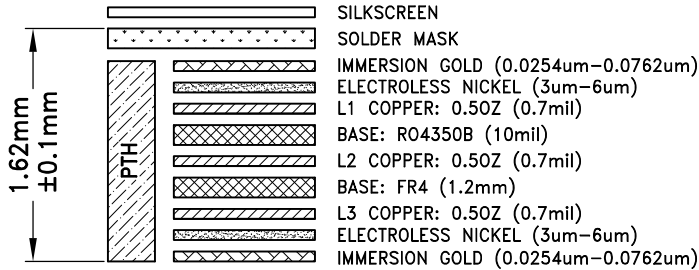 SILKSCREEN
SOLDER MASK
IMMERSION GOLD (0.0254um-0.0762um)
ELECTROLESS NICKEL (3um-6um)
L1 COPPER: 0.5OZ (0.7mil)
BASE: RO4350B (10mil)
L2 COPPER: 0.5OZ (0.7mil)
BASE: FR4 (1.2mm)
L3 COPPER: 0.5OZ (0.7mil)
ELECTROLESS NICKEL (3um-6um)
IMMERSION GOLD (0.0254um-0.0762um)
PTH
1.62mm
±0.1mm